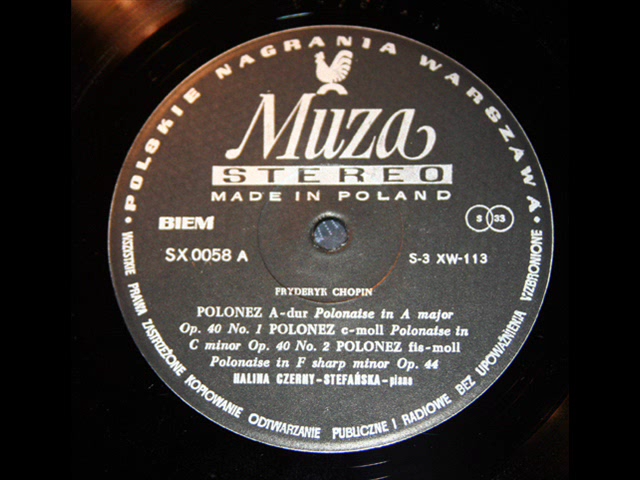 • POLSKIE NAGRANIA WARSZAWA •
Muza
STEREO
MADE IN POLAND
BIEM
S 33
SX 0058 A
S-3 XW-113
FRYDERYK CHOPIN
POLONEZ A-dur Polonaise in A major
Op. 40 No. 1 POLONEZ c-moll Polonaise in
C minor Op. 40 No. 2 POLONEZ fis-moll
Polonaise in F sharp minor Op. 44
HALINA CZERNY-STEFAŃSKA-piano
WSZYSTKIE PRAWA ZASTRZEŻONE KOPIOWANIE ODTWARZANIE PUBLICZNE I RADIOWE BEZ UPOWAŻNIENIA WZBRONIONE